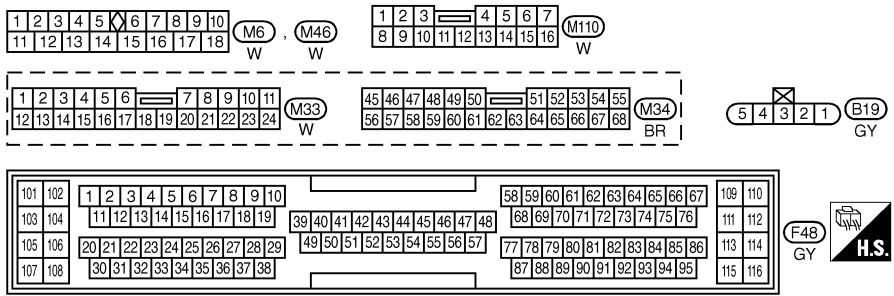 1 2 3 4 5 6 7 8 9 10
11 12 13 14 15 16 17 18
M6 , M46
W W
1 2 3 4 5 6 7
8 9 10 11 12 13 14 15 16
M110
W
1 2 3 4 5 6 7 8 9 10 11
12 13 14 15 16 17 18 19 20 21 22 23 24
M33
W
45 46 47 48 49 50 51 52 53 54 55
56 57 58 59 60 61 62 63 64 65 66 67 68
M34
BR
5 4 3 2 1
B19
GY
101 102
103 104
105 106
107 108
1 2 3 4 5 6 7 8 9 10
11 12 13 14 15 16 17 18 19
20 21 22 23 24 25 26 27 28 29
30 31 32 33 34 35 36 37 38
39 40 41 42 43 44 45 46 47 48
49 50 51 52 53 54 55 56 57
58 59 60 61 62 63 64 65 66 67
68 69 70 71 72 73 74 75 76
77 78 79 80 81 82 83 84 85 86
87 88 89 90 91 92 93 94 95
109 110
111 112
113 114
115 116
F48
GY
H.S.